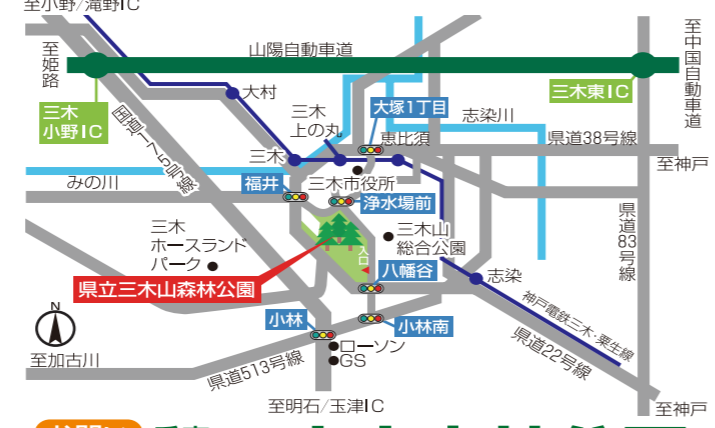 至小野/滝野IC
山陽自動車道
至姫路
至中国自動車道
三木
小野IC
大村
三木東IC
国道175号線
三木
上の丸
大塚1丁目
志染川
恵比須
県道38号線
三木
至神戸
みの川
福井
三木市役所
浄水場前
三木
ホースランド
パーク
三木山
総合公園
県道83号線
入口
八幡谷
志染
県立三木山森林公園
N
小林
小林南
神戸電鉄三木・粟生線
県道22号線
ローソン
GS
至加古川
県道513号線
至明石/玉津IC
至神戸